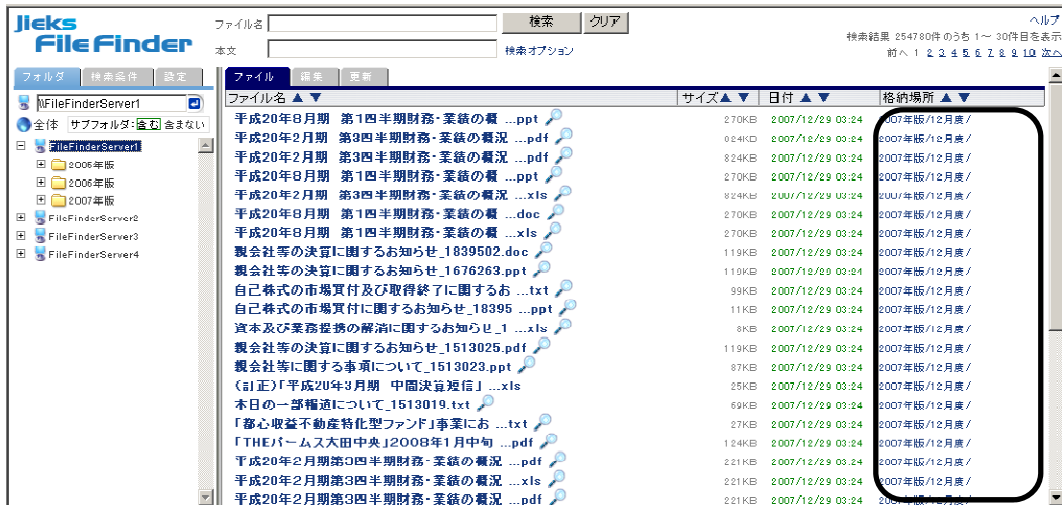 Jieks
FileFinder
ファイル名 検索 クリア
本文 検索オプション
ヘルプ
検索結果 254780件のうち 1～ 30件目を表示
前へ 1 2 3 4 5 6 7 8 9 10 次へ
フォルダ 検索条件 設定
\\FileFinderServer1
全体 サブフォルダ: 含む 含まない
FileFinderServer1
2005年版
2006年版
2007年版
FileFinderServer2
FileFinderServer3
FileFinderServer4
ファイル 編集 更新
ファイル名 ▲ ▼ サイズ▲ ▼ 日付 ▲ ▼ 格納場所 ▲ ▼
平成20年8月期 第1四半期財務・業績の概 ...ppt 270KB 2007/12/29 03:24 2007年版/12月度/
平成20年2月期 第3四半期財務・業績の概況 ...pdf 824KB 2007/12/29 03:24 2007年版/12月度/
平成20年2月期 第3四半期財務・業績の概況 ...pdf 824KB 2007/12/29 03:24 2007年版/12月度/
平成20年8月期 第1四半期財務・業績の概 ...ppt 270KB 2007/12/29 03:24 2007年版/12月度/
平成20年2月期 第3四半期財務・業績の概況 ...xls 824KB 2007/12/29 03:24 2007年版/12月度/
平成20年8月期 第1四半期財務・業績の概 ...doc 270KB 2007/12/29 03:24 2007年版/12月度/
平成20年8月期 第1四半期財務・業績の概 ...xls 270KB 2007/12/29 03:24 2007年版/12月度/
親会社等の決算に関するお知らせ_1839502.doc 119KB 2007/12/29 03:24 2007年版/12月度/
親会社等の決算に関するお知らせ_1676263.ppt 119KB 2007/12/29 03:24 2007年版/12月度/
自己株式の市場買付及び取得終了に関するお ...txt 99KB 2007/12/29 03:24 2007年版/12月度/
自己株式の市場買付に関するお知らせ_18395 ...ppt 11KB 2007/12/29 03:24 2007年版/12月度/
資本及び業務提携の解消に関するお知らせ_1 ...xls 8KB 2007/12/29 03:24 2007年版/12月度/
親会社等の決算に関するお知らせ_1513025.pdf 119KB 2007/12/29 03:24 2007年版/12月度/
親会社等に関する事項について_1513023.ppt 87KB 2007/12/29 03:24 2007年版/12月度/
(訂正)「平成20年3月期 中間決算短信」 ...xls 25KB 2007/12/29 03:24 2007年版/12月度/
本日の一部報道について_1513019.txt 69KB 2007/12/29 03:24 2007年版/12月度/
「都心収益不動産特化型ファンド」事業にお ...txt 27KB 2007/12/29 03:24 2007年版/12月度/
「THEパームス大田中央」2008年1月中旬 ...pdf 124KB 2007/12/29 03:24 2007年版/12月度/
平成20年2月期第3四半期財務・業績の概況 ...pdf 221KB 2007/12/29 03:24 2007年版/12月度/
平成20年2月期第3四半期財務・業績の概況 ...xls 221KB 2007/12/29 03:24 2007年版/12月度/
平成20年2月期第3四半期財務・業績の概況 ...pdf 221KB 2007/12/29 03:24 2007年版/12月度/